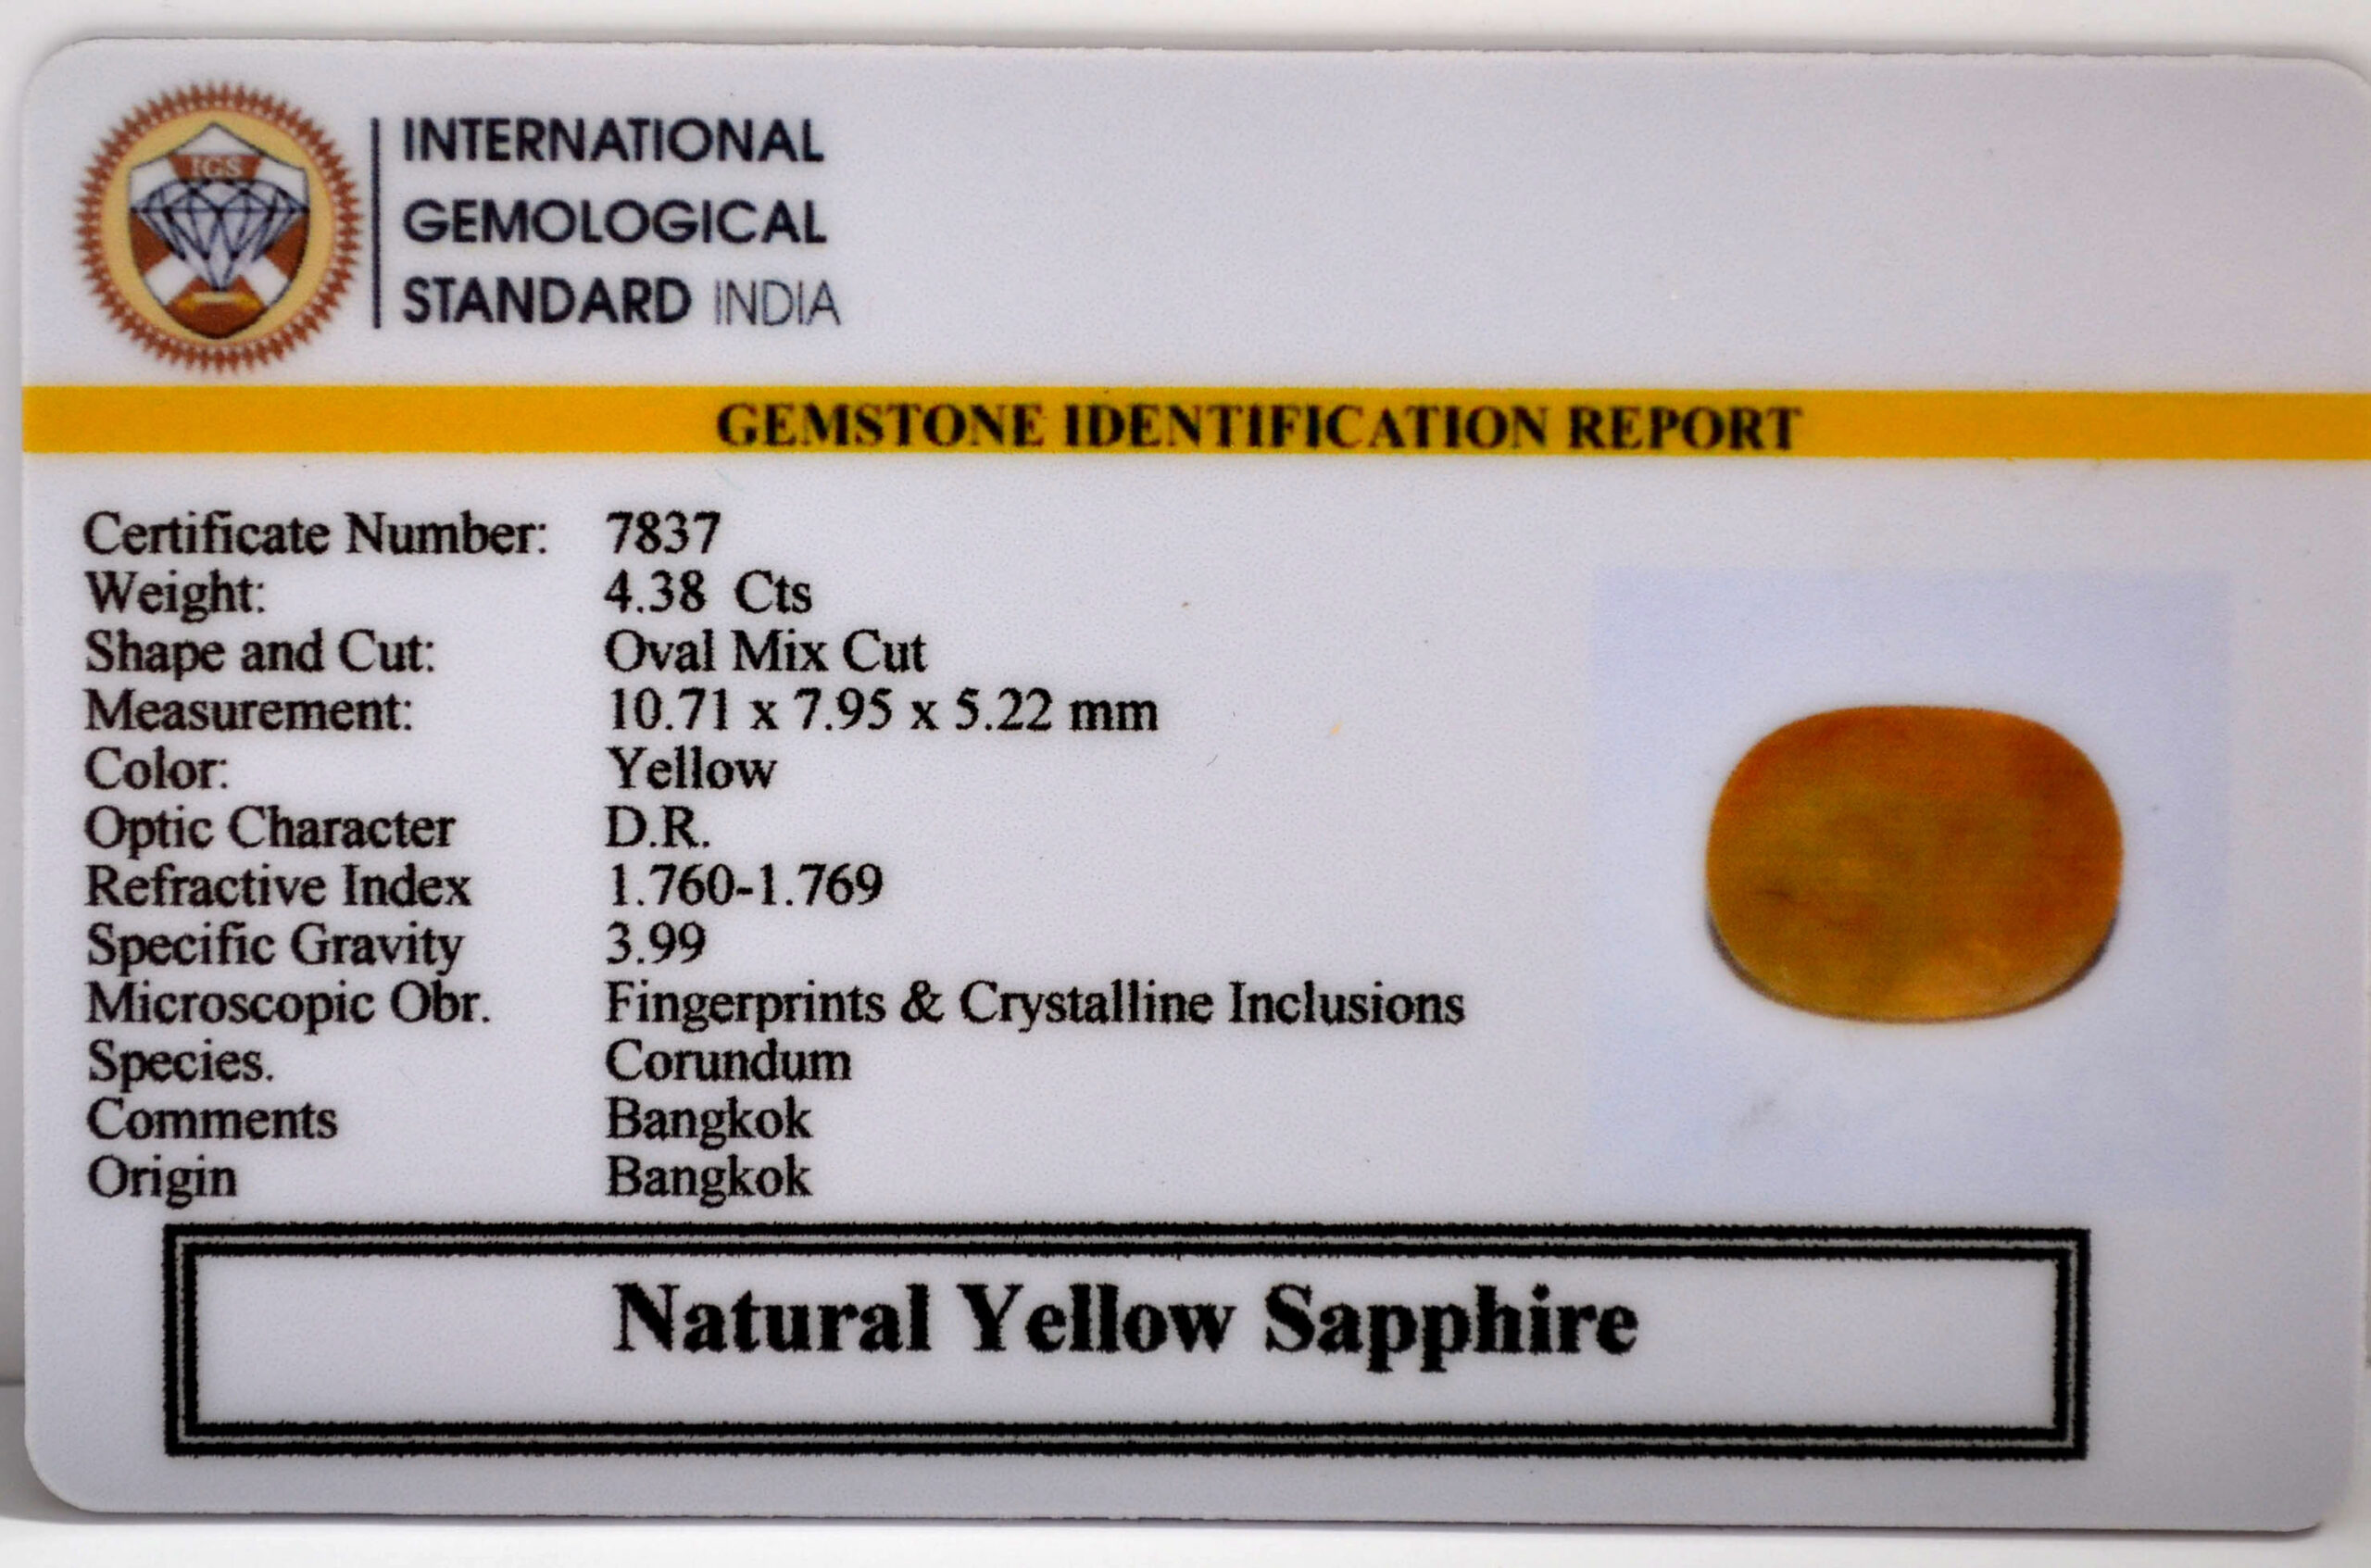 IGS
INTERNATIONAL
GEMOLOGICAL
STANDARD INDIA
GEMSTONE IDENTIFICATION REPORT
Certificate Number: 7837
Weight: 4.38 Cts
Shape and Cut: Oval Mix Cut
Measurement: 10.71 x 7.95 x 5.22 mm
Color: Yellow
Optic Character D.R.
Refractive Index 1.760-1.769
Specific Gravity 3.99
Microscopic Obr. Fingerprints & Crystalline Inclusions
Species. Corundum
Comments Bangkok
Origin Bangkok
Natural Yellow Sapphire